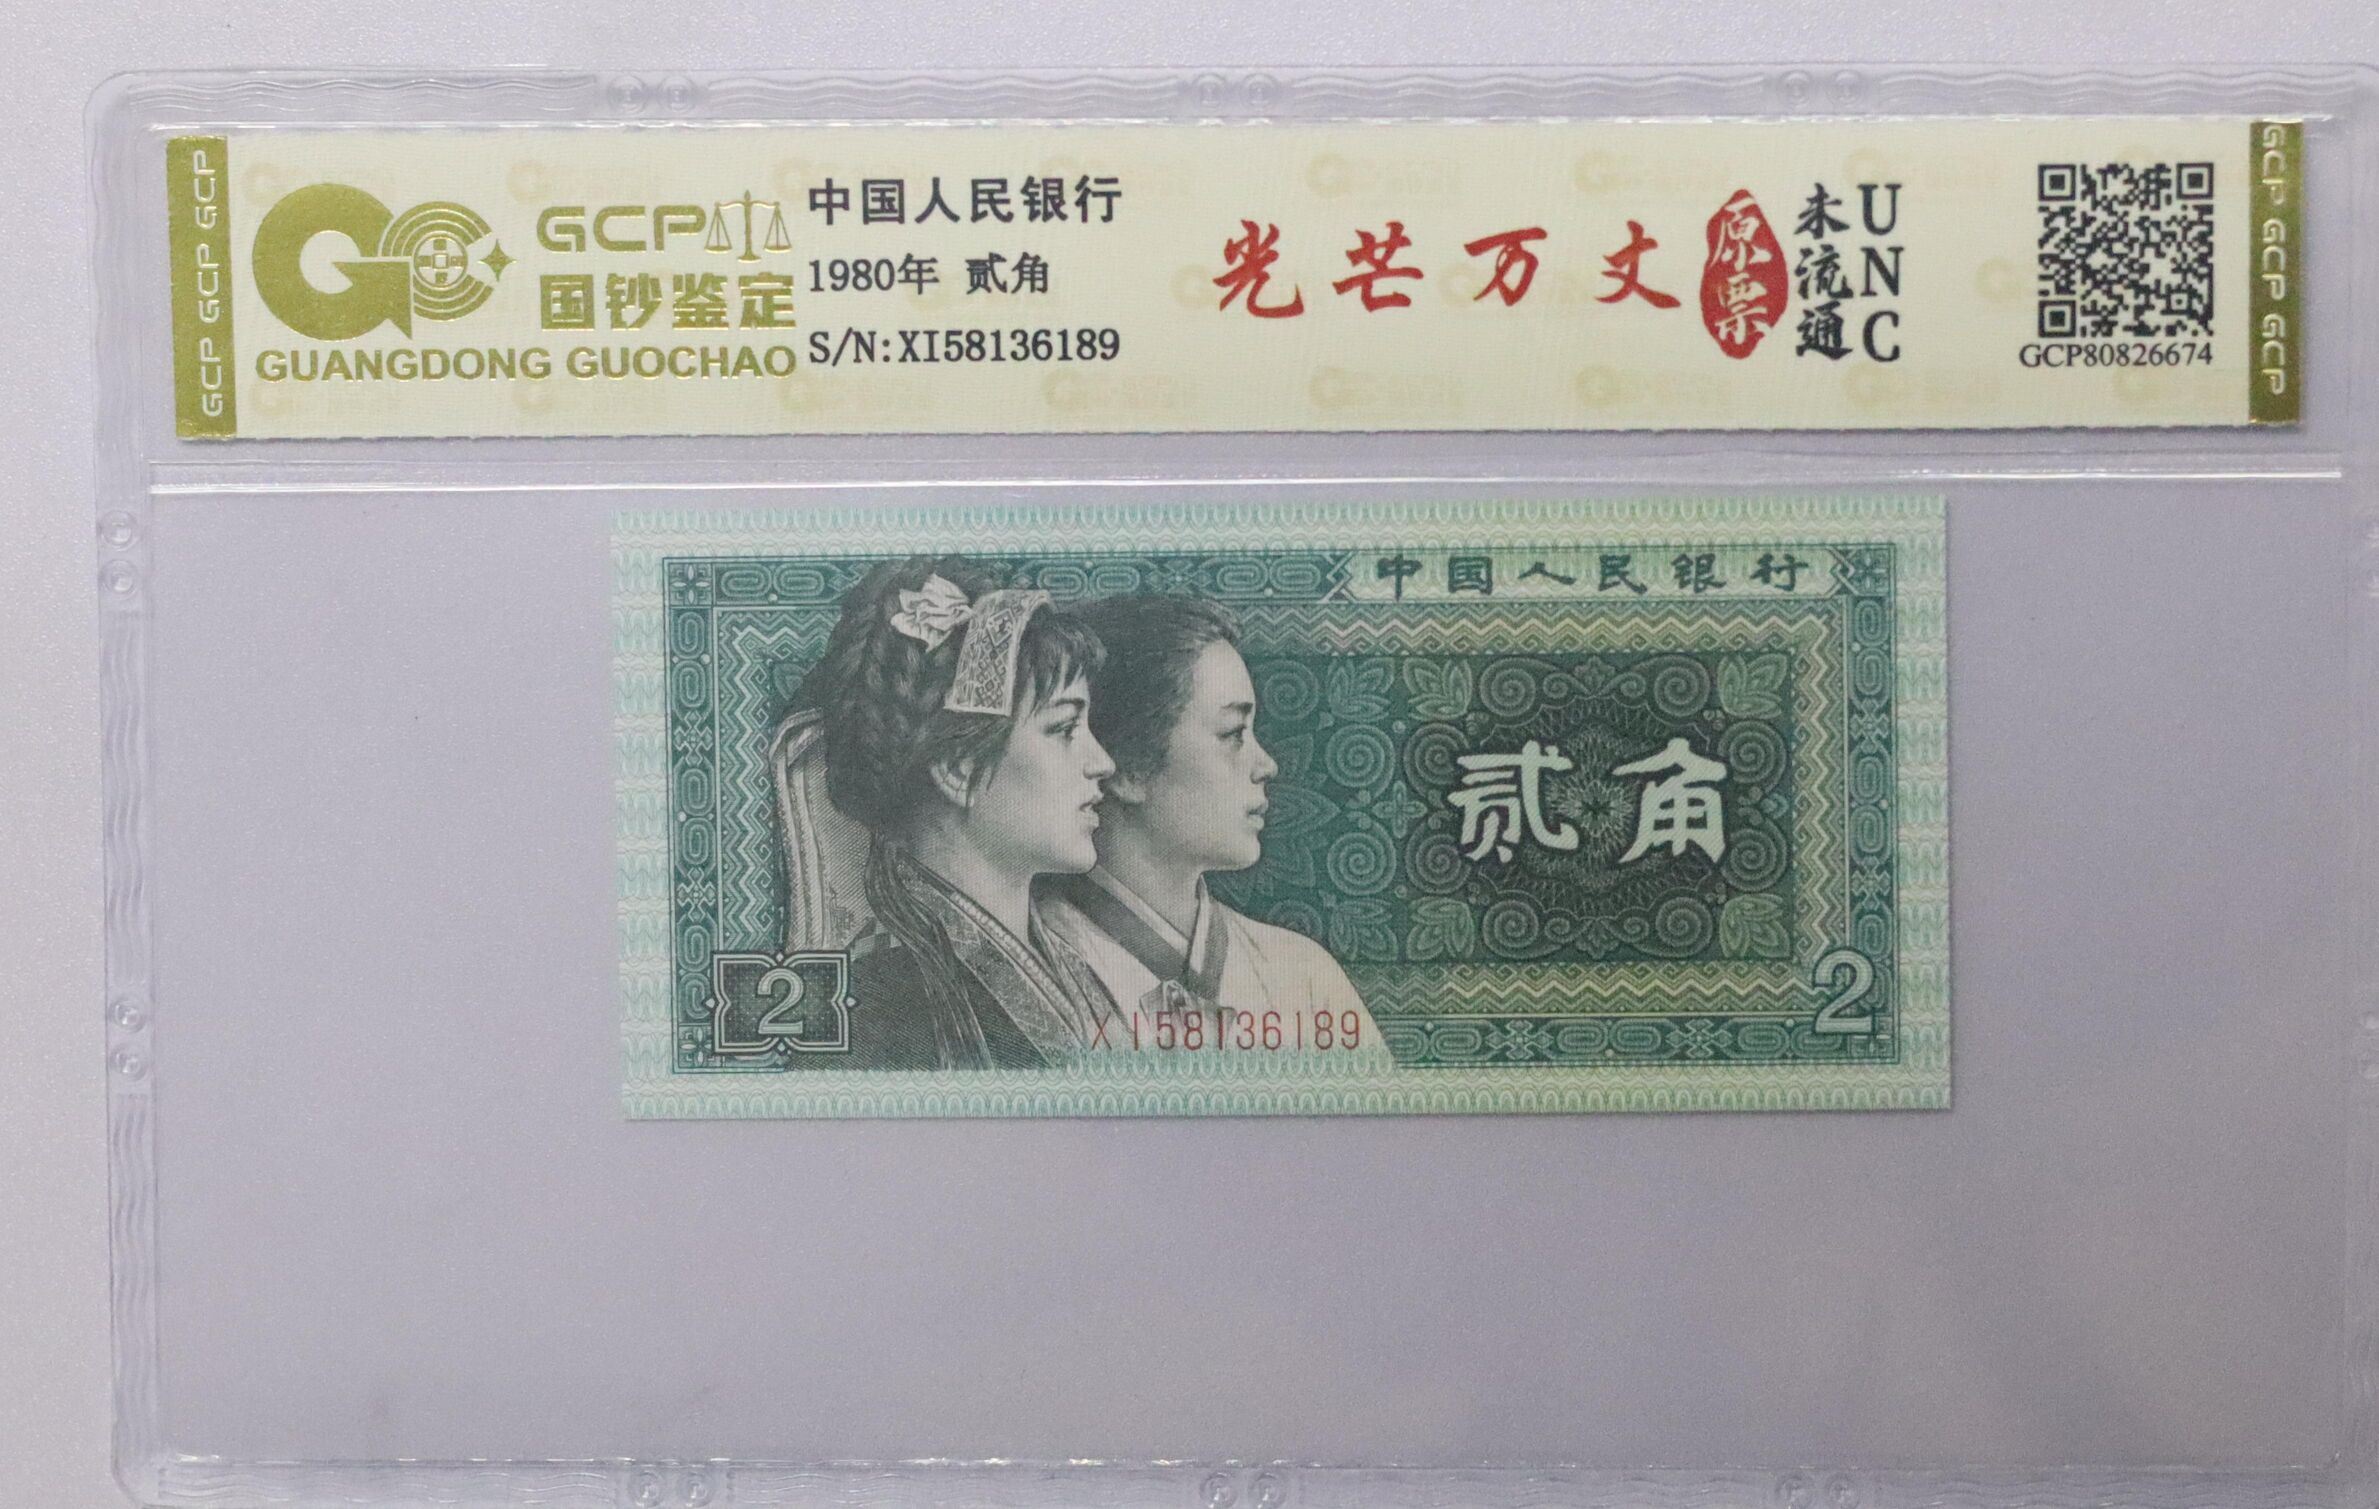 GCP GCP GCP
GCP
国钞鉴定
GUANGDONG GUOCHAO
中国人民银行
1980年 贰角
S/N:XI58136189
光芒万丈
原票
未流通
UNC
GCP80826674
GCP GCP GCP
中国人民银行
贰角
2
XI58136189
2